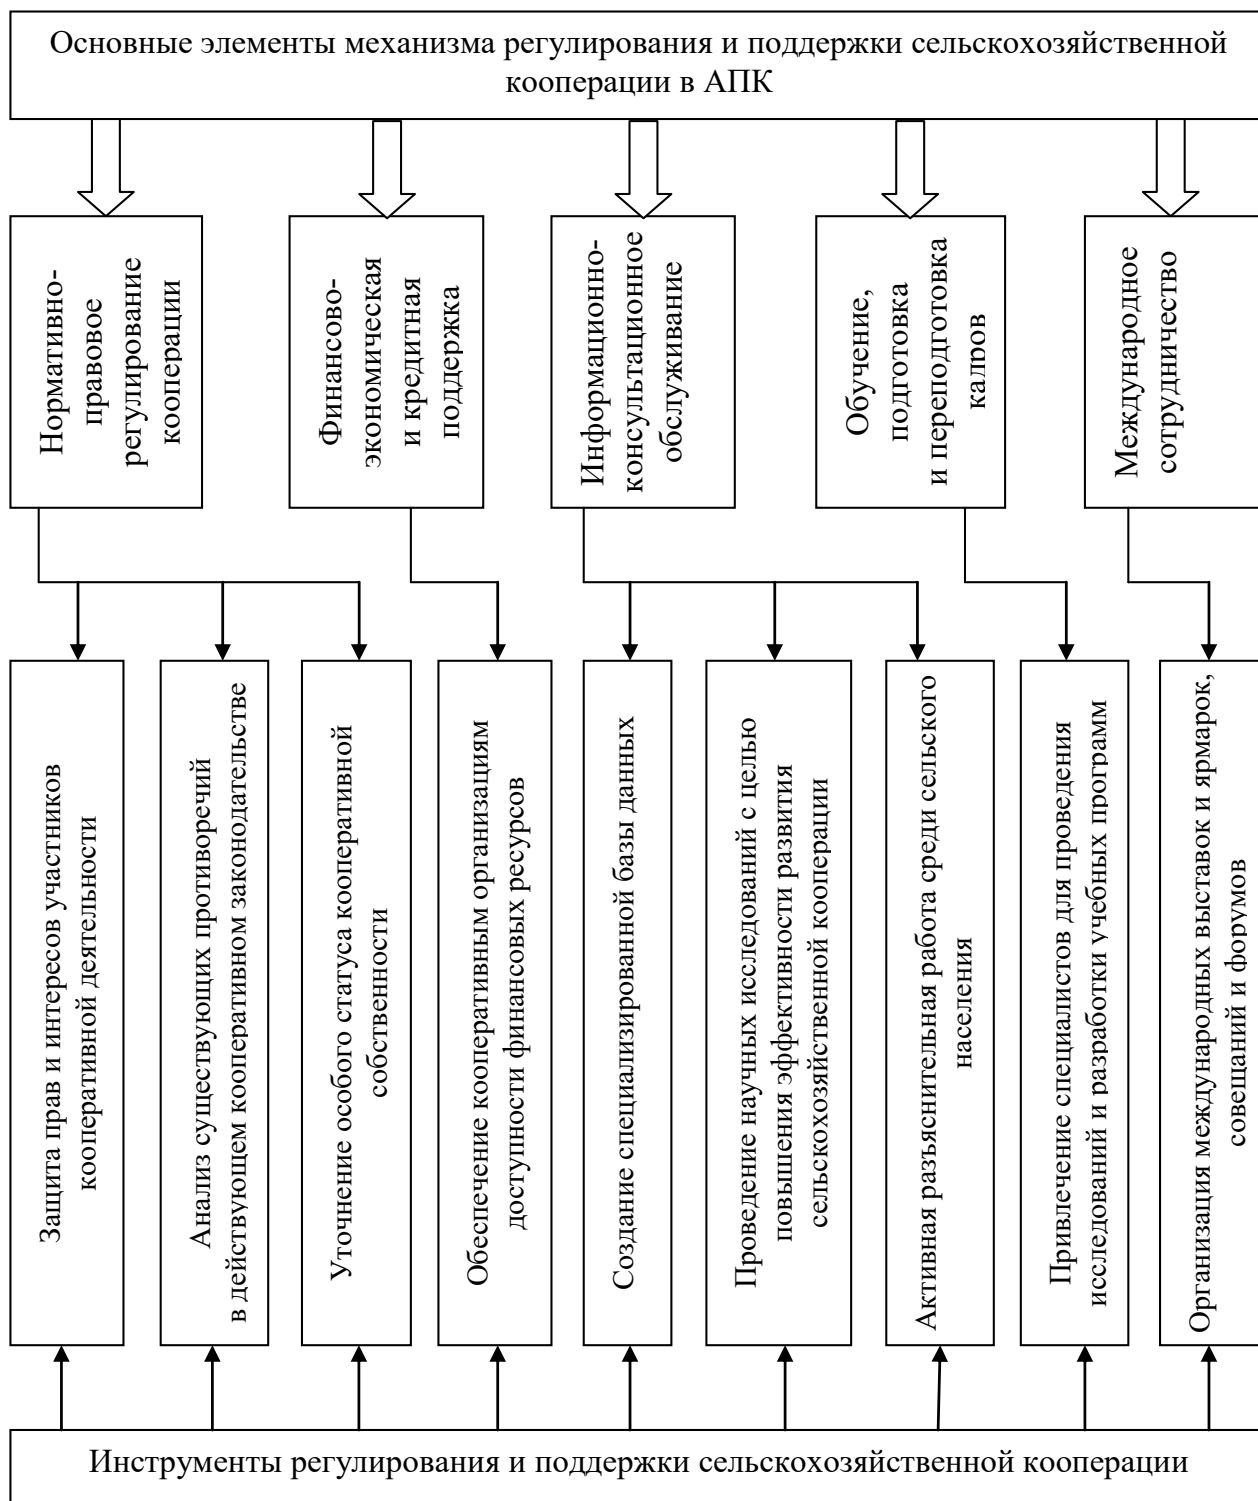 Основные элементы механизма регулирования и поддержки сельскохозяйственной
кооперации в АПК
Нормативно-
правовое
регулирование
кооперации
Финансово-
экономическая
и кредитная
поддержка
Информационно-
консультационное
обслуживание
Обучение,
подготовка
и переподготовка
кадров
Международное
сотрудничество
Защита прав и интересов участников
кооперативной деятельности
Анализ существующих противоречий
в действующем кооперативном законодательстве
Уточнение особого статуса кооперативной
собственности
Обеспечение кооперативным организациям
доступности финансовых ресурсов
Создание специализированной базы данных
Проведение научных исследований с целью
повышения эффективности развития
сельскохозяйственной кооперации
Активная разъяснительная работа среди сельского
населения
Привлечение специалистов для проведения
исследований и разработки учебных программ
Организация международных выставок и ярмарок,
совещаний и форумов
Инструменты регулирования и поддержки сельскохозяйственной кооперации